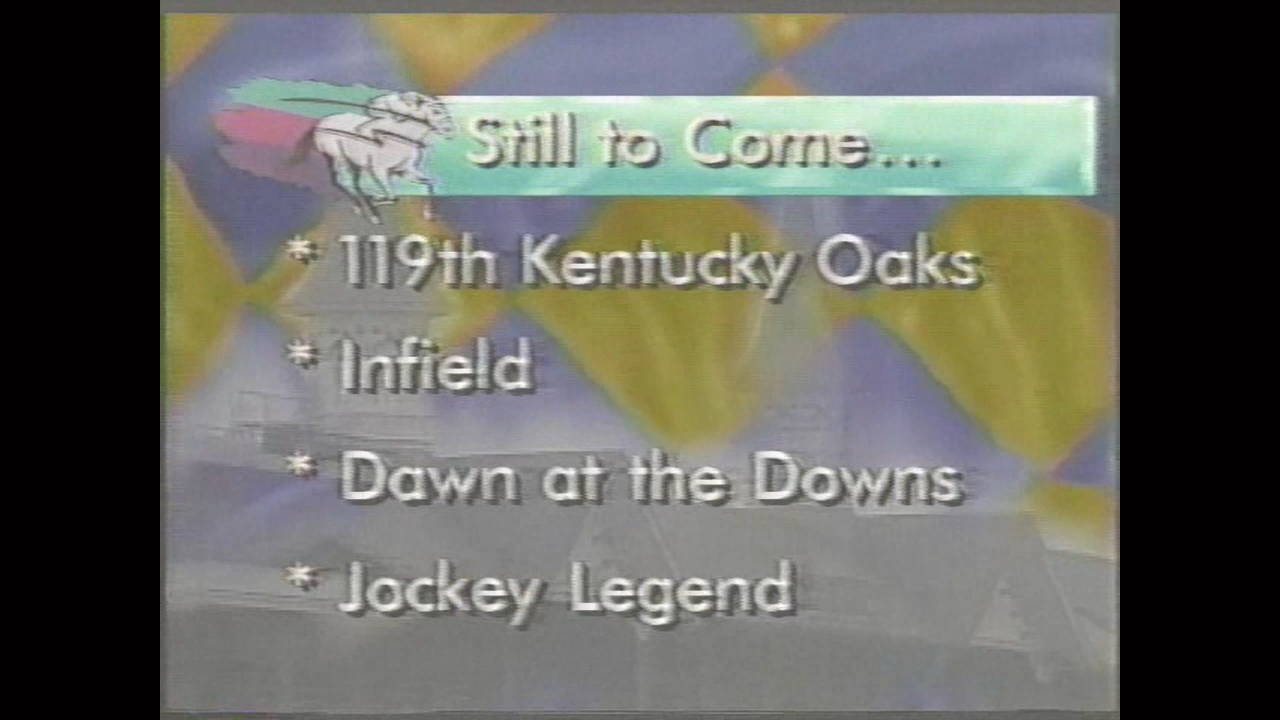 Still to Come...
* 119th Kentucky Oaks
* Infield
* Dawn at the Downs
* Jockey Legend